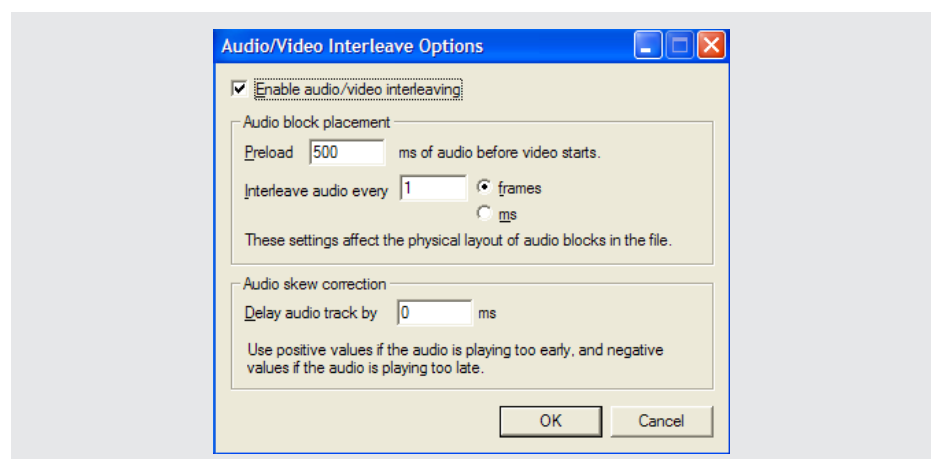 Audio/Video Interleave Options
Enable audio/video interleaving
Audio block placement
Preload 500 ms of audio before video starts.
Interleave audio every 1 frames
ms
These settings affect the physical layout of audio blocks in the file.
Audio skew correction
Delay audio track by 0 ms
Use positive values if the audio is playing too early, and negative
values if the audio is playing too late.
OK Cancel